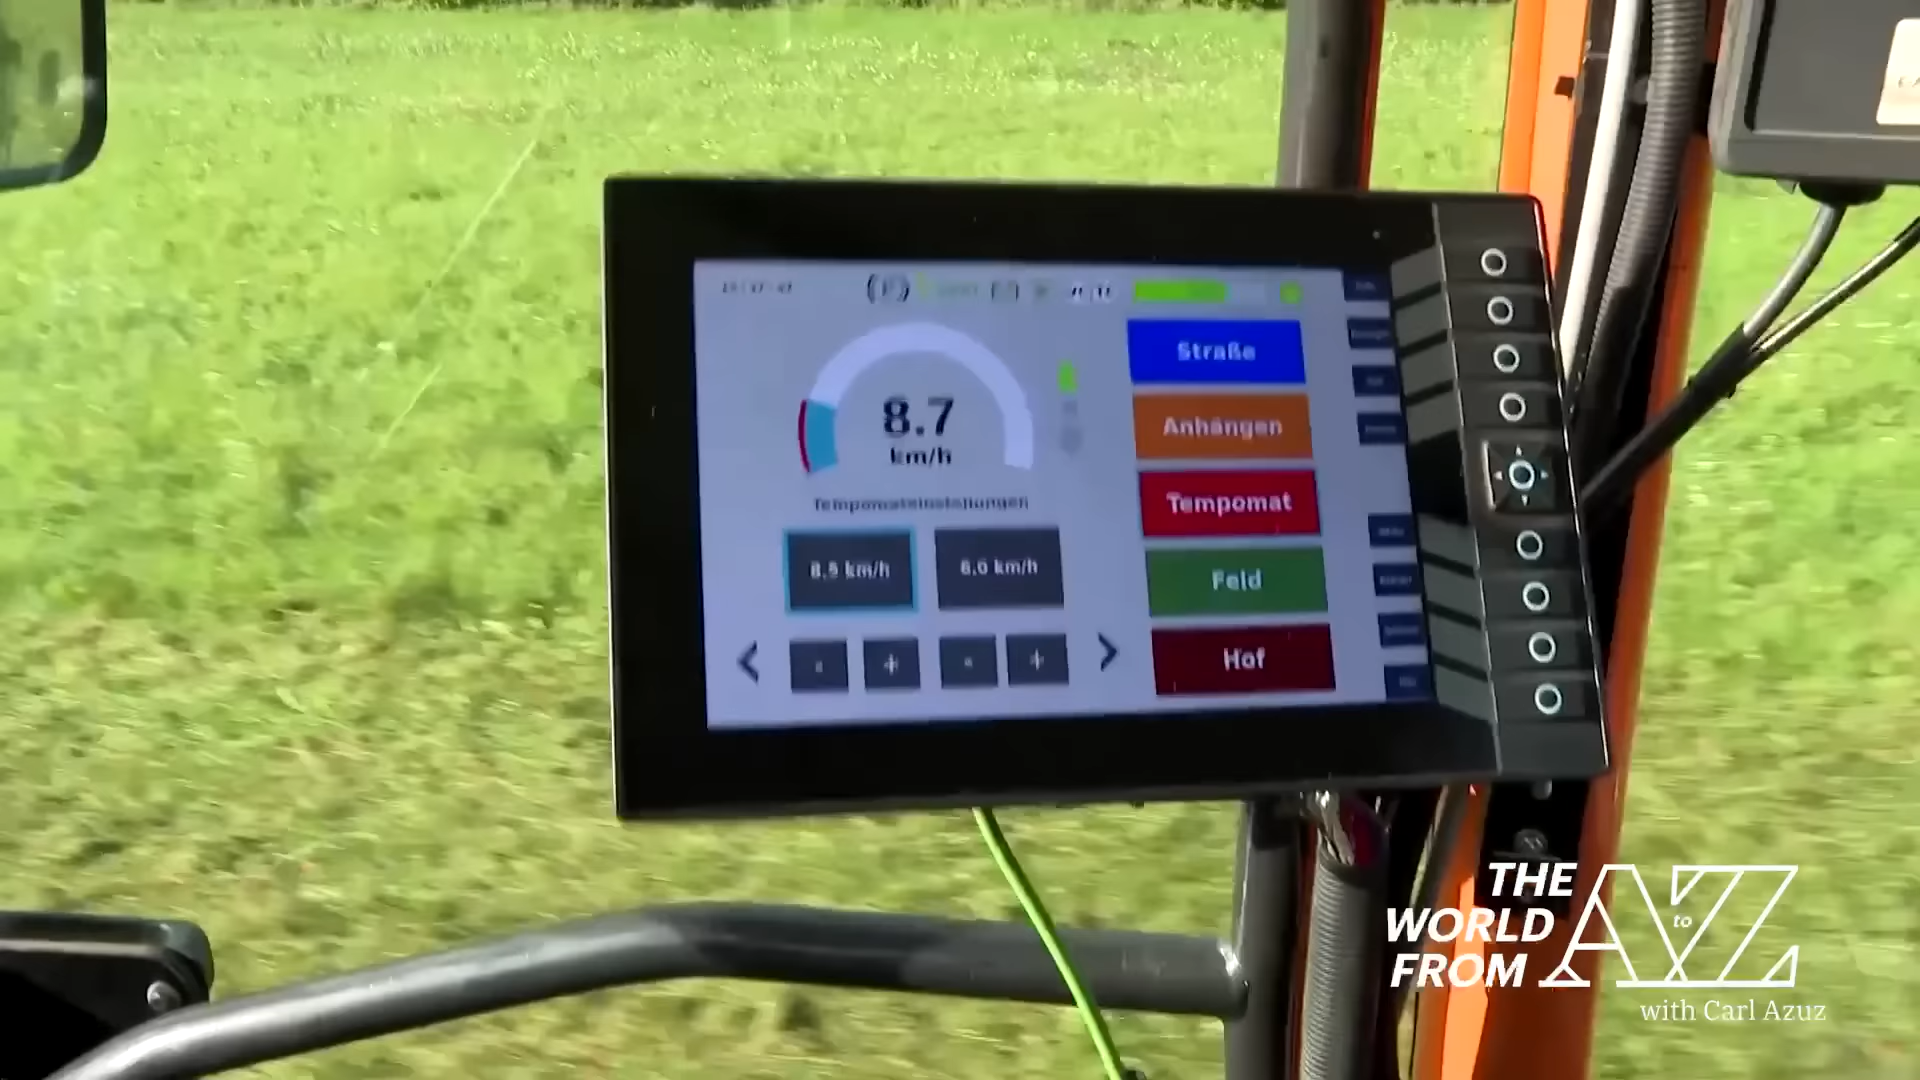 8.7
km/h
Tempomateinstellungen
8.5 km/h
6.0 km/h
- + - +
Straße
Anhängen
Tempomat
Feld
Hof
THE
WORLD
FROM
A to Z
with Carl Azuz